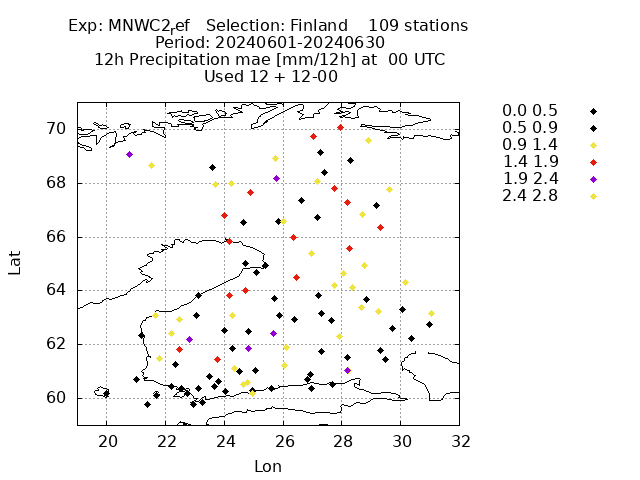 Exp: MNWC2ref   Selection: Finland    109 stations
Period: 20240601-20240630
12h Precipitation mae [mm/12h] at  00 UTC
Used 12 + 12-00
0.0 0.5
0.5 0.9
0.9 1.4
1.4 1.9
1.9 2.4
2.4 2.8
70
68
66
64
62
60
Lat
20 22 24 26 28 30 32
Lon